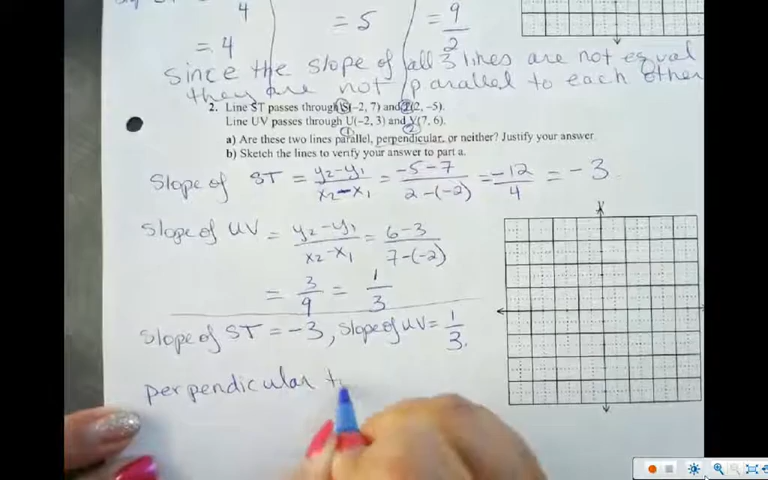 4
= 4
= 5
= 9/2
since the slope of all 3 lines are not equal
they are not parallel to each other
2. Line ST passes through S(−2, 7) and T(2, −5).
Line UV passes through U(−2, 3) and V(7, 6).
a) Are these two lines parallel, perpendicular, or neither? Justify your answer
b) Sketch the lines to verify your answer to part a.
Slope of ST = y₂-y₁/x₂-x₁ = -5-7/2-(-2) = -12/4 = -3
Slope of UV = y₂-y₁/x₂-x₁ = 6-3/7-(-2)
= 3/9 = 1/3
Slope of ST = -3, Slope of UV = 1/3.
perpendicular t